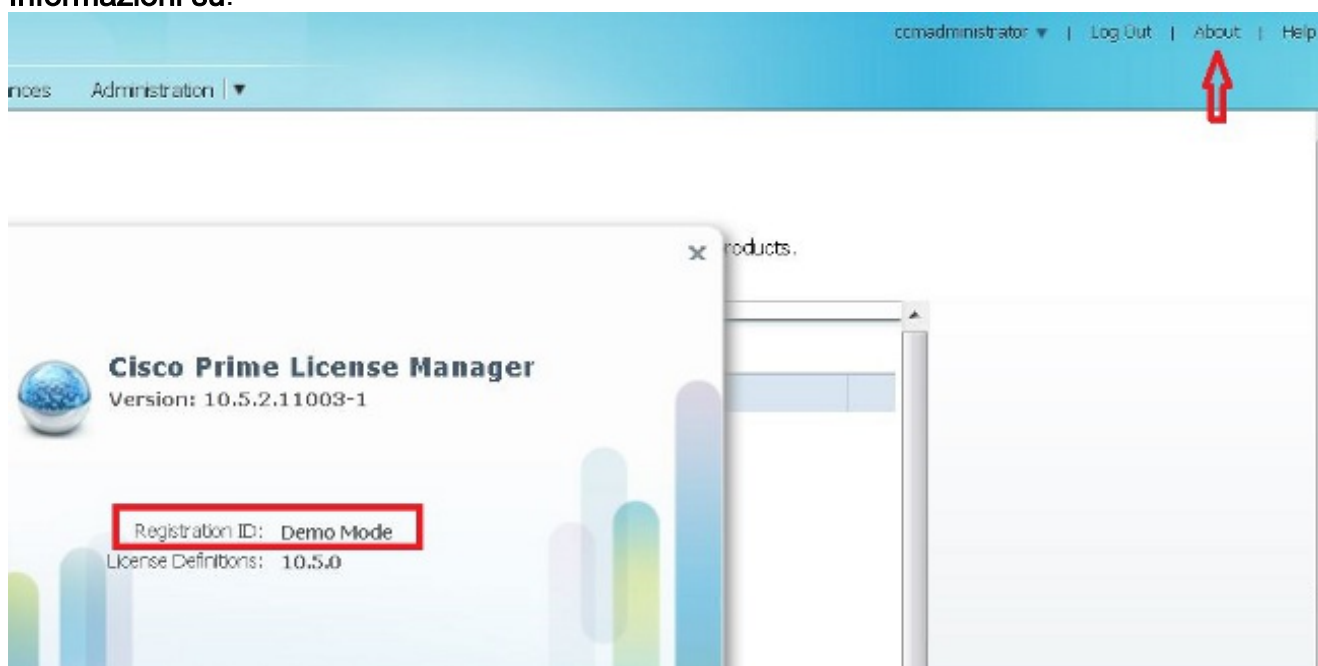 Informazioni su:
ccmadministrator ▼ | Log Out | About | Help
nces Administration | ▼
roducts.
Cisco Prime License Manager
Version: 10.5.2.11003-1
Registration ID: Demo Mode
License Definitions: 10.5.0